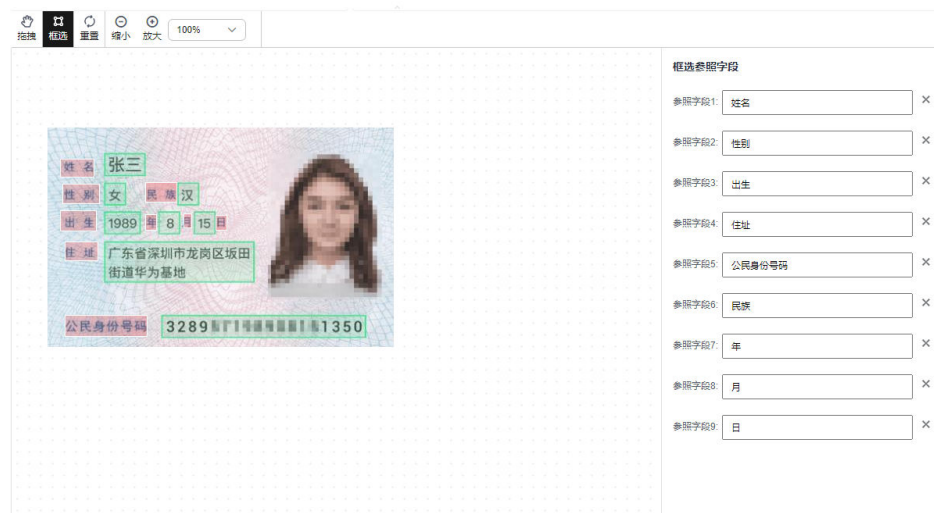 拖拽 框选 重置 缩小 放大 100%
框选参照字段
参照字段1: 姓名
参照字段2: 性别
参照字段3: 出生
参照字段4: 住址
参照字段5: 公民身份号码
参照字段6: 民族
参照字段7: 年
参照字段8: 月
参照字段9: 日
姓 名 张三
性 别 女 民 族 汉
出 生 1989 年 8 月 15 日
住 址 广东省深圳市龙岗区坂田
街道华为基地
公民身份号码 3289 1350